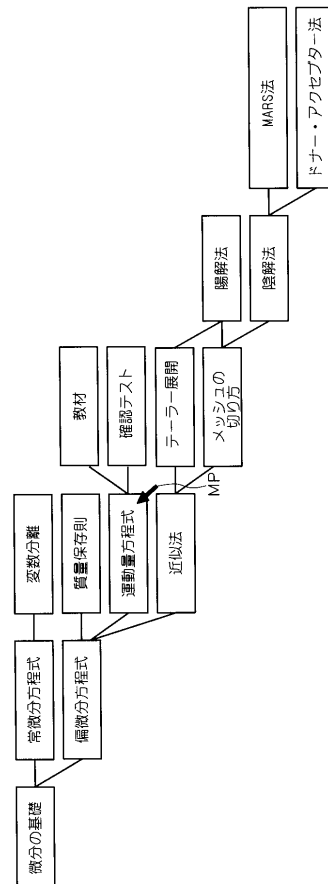 微分の基礎
常微分方程式
偏微分方程式
変数分離
質量保存則
運動量方程式
近似法
MP
教材
確認テスト
テーラー展開
メッシュの
切り方
陽解法
陰解法
MARS法
ドナー・アクセプター法